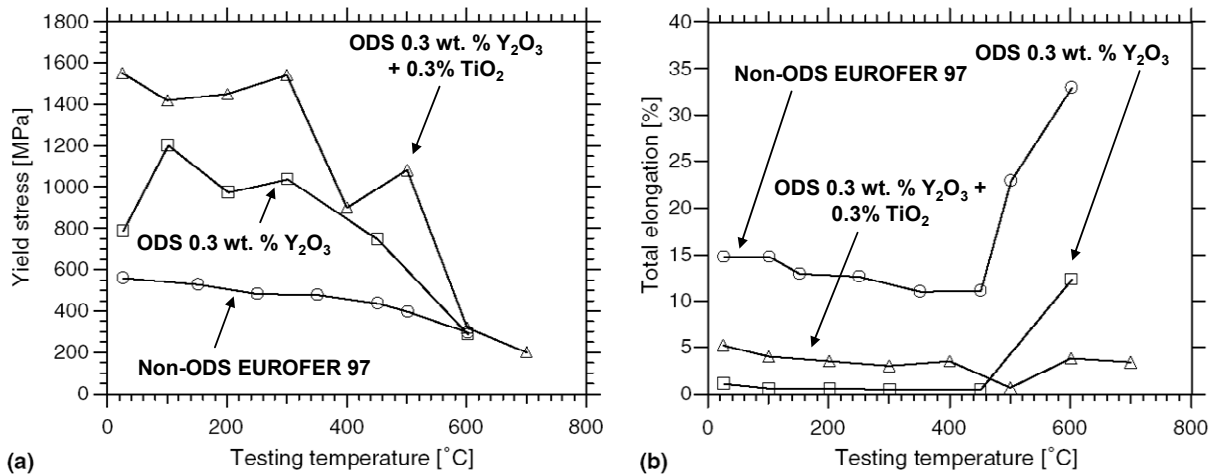 1800
1600
1400
1200
1000
800
600
400
200
0
Yield stress [MPa]
ODS 0.3 wt. % Y₂O₃
+ 0.3% TiO₂
ODS 0.3 wt. % Y₂O₃
Non-ODS EUROFER 97
0 200 400 600 800
(a) Testing temperature [˚C]
40
35
30
25
20
15
10
5
0
Total elongation [%]
ODS 0.3 wt. % Y₂O₃
Non-ODS EUROFER 97
ODS 0.3 wt. % Y₂O₃ +
0.3% TiO₂
0 200 400 600 800
(b) Testing temperature [˚C]